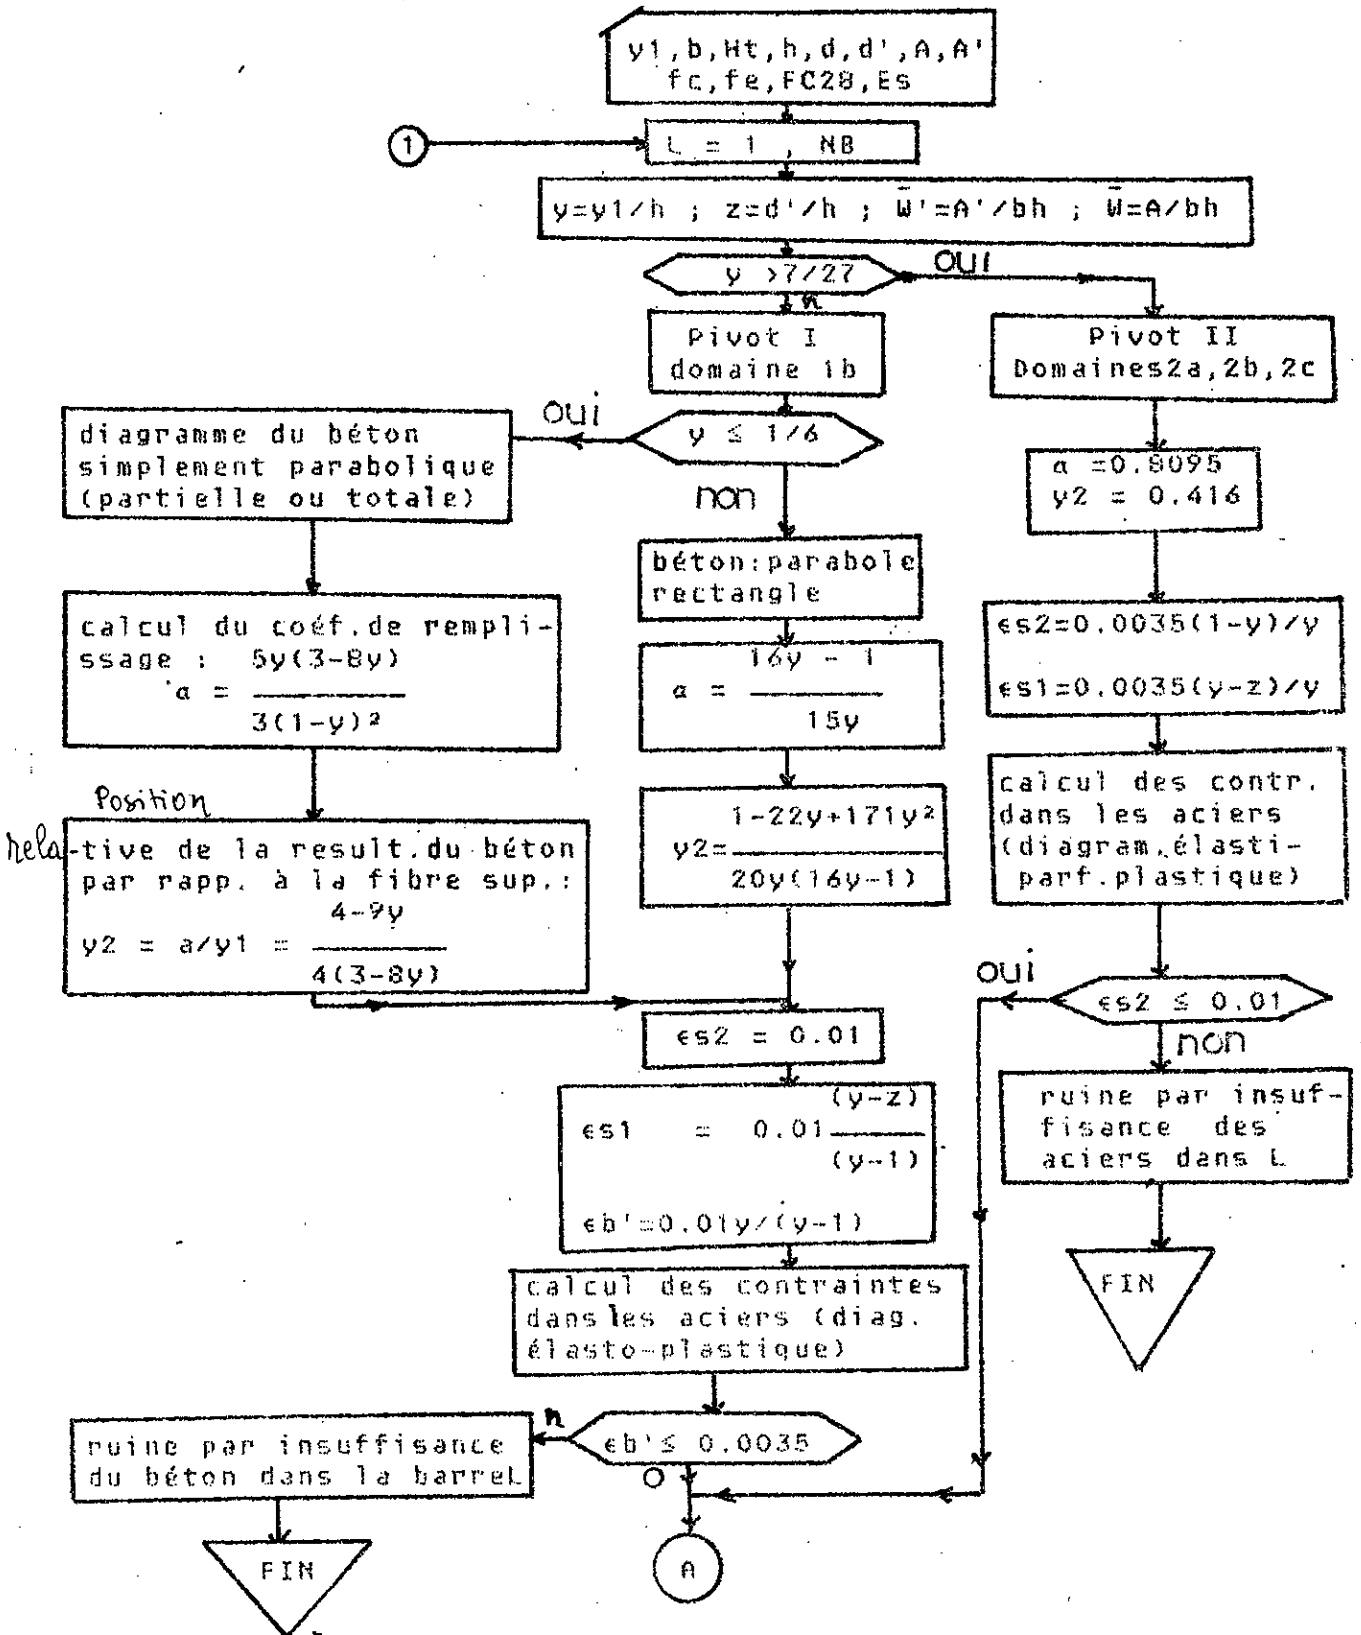 y1,b,Ht,h,d,d',A,A'
fc,fe,FC28,Es
1
L = 1 , NB
y=y1/h ; z=d'/h ; W̄'=A'/bh ; W̄=A/bh
y >7/27
OUI
n
Pivot I
domaine 1b
Pivot II
Domaines2a,2b,2c
y ≤ 1/6
oui
non
diagramme du béton
simplement parabolique
(partielle ou totale)
α =0.8095
y2 = 0.416
béton:parabole
rectangle
calcul du coéf.de rempli-
ssage : 5y(3-8y)
α =
3(1-y)²
16y - 1
α =
15y
єs2=0.0035(1-y)/y
єs1=0.0035(y-z)/y
Position
rela-tive de la result.du béton
par rapp. à la fibre sup.:
4-9y
y2 = a/y1 =
4(3-8y)
1-22y+171y²
y2=
20y(16y-1)
calcul des contr.
dans les aciers
(diagram.élasti-
parf.plastique)
oui
єs2 ≤ 0.01
non
єs2 = 0.01
ruine par insuf-
fisance des
aciers dans L
FIN
(y-z)
єs1 = 0.01
(y-1)
єb'=0.01y/(y-1)
calcul des contraintes
dans les aciers (diag.
élasto-plastique)
n
єb'≤ 0.0035
o
ruine par insuffisance
du béton dans la barreL
FIN
A